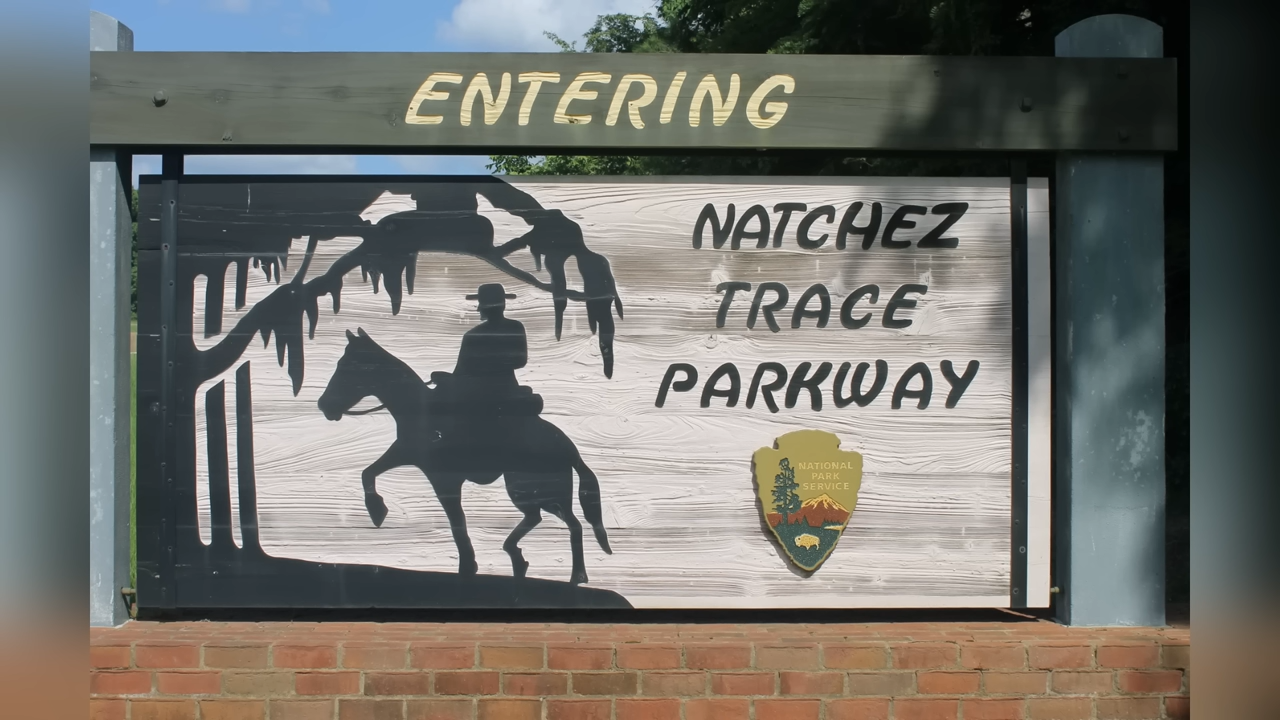 ENTERING
NATCHEZ
TRACE
PARKWAY
NATIONAL
PARK
SERVICE